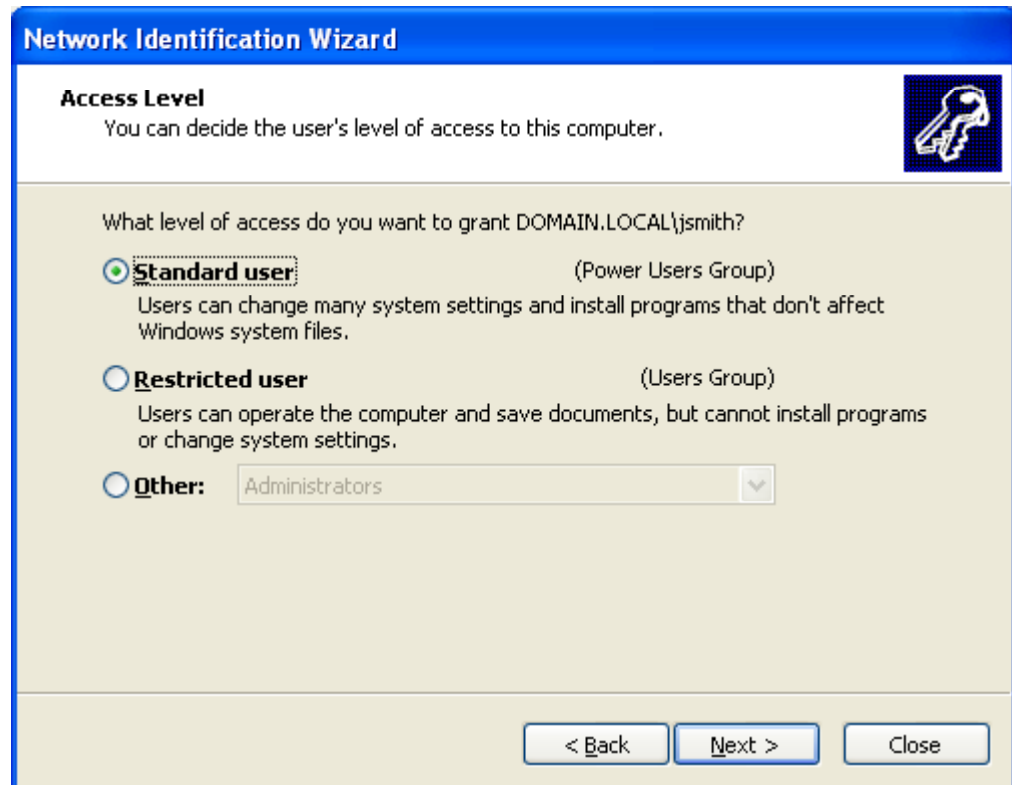 Network Identification Wizard
Access Level
You can decide the user's level of access to this computer.
What level of access do you want to grant DOMAIN.LOCAL\jsmith?
Standard user (Power Users Group)
Users can change many system settings and install programs that don't affect
Windows system files.
Restricted user (Users Group)
Users can operate the computer and save documents, but cannot install programs
or change system settings.
Other: Administrators
< Back Next > Close